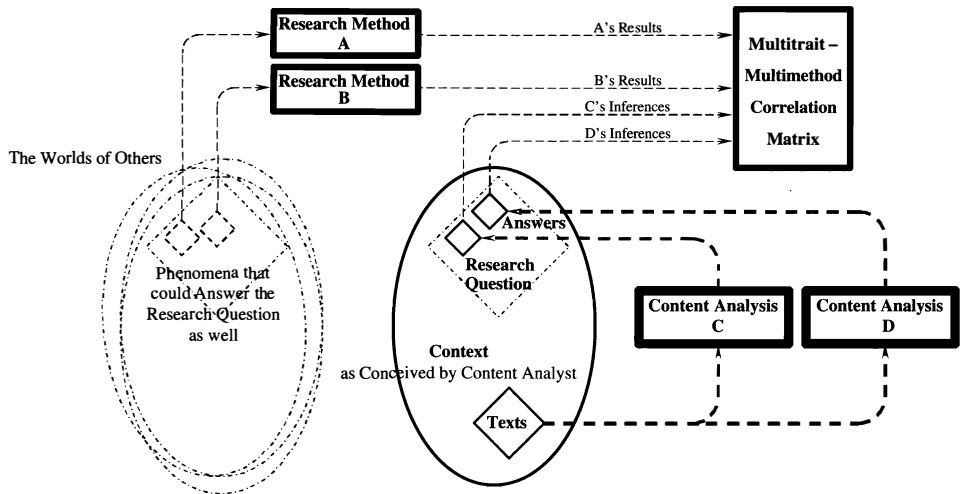 Research Method
A
A's Results
Research Method
B
B's Results
C's Inferences
D's Inferences
Multitrait –
Multimethod
Correlation
Matrix
The Worlds of Others
Phenomena that
could Answer the
Research Question
as well
Answers
Research
Question
Content Analysis
C
Content Analysis
D
Context
as Conceived by Content Analyst
Texts